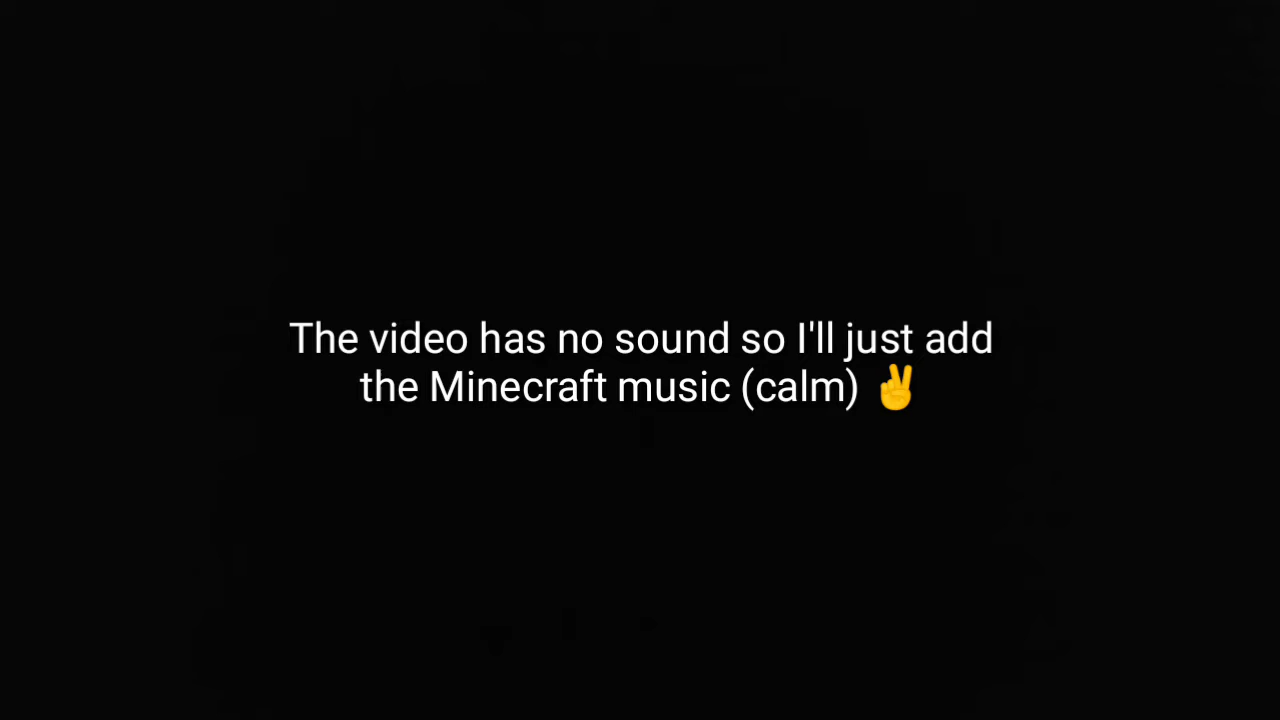 The video has no sound so I'll just add
the Minecraft music (calm) ✌️